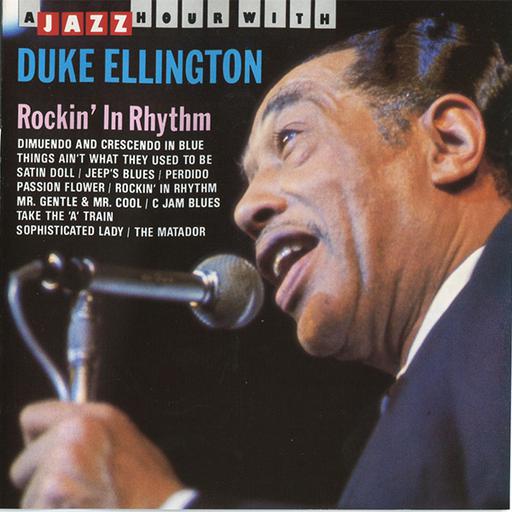 A JAZZ HOUR WITH
DUKE ELLINGTON
Rockin' In Rhythm
DIMUENDO AND CRESCENDO IN BLUE
THINGS AIN'T WHAT THEY USED TO BE
SATIN DOLL / JEEP'S BLUES / PERDIDO
PASSION FLOWER / ROCKIN' IN RHYTHM
MR. GENTLE & MR. COOL / C JAM BLUES
TAKE THE 'A' TRAIN
SOPHISTICATED LADY / THE MATADOR